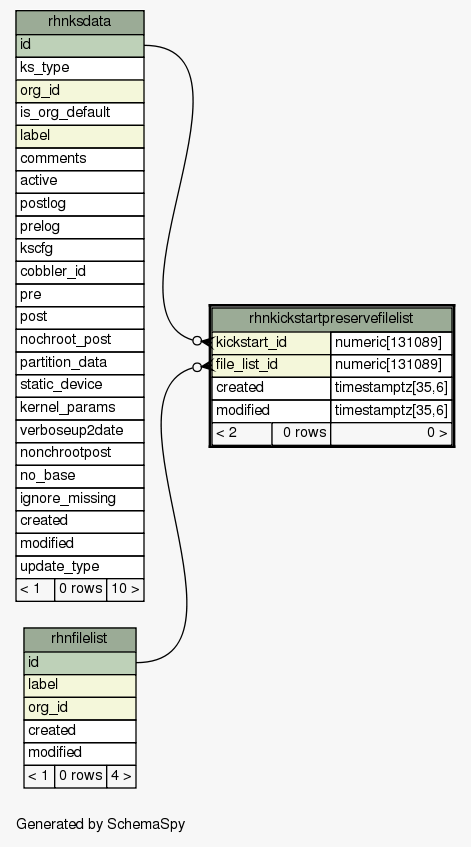 rhnksdata
id
ks_type
org_id
is_org_default
label
comments
active
postlog
prelog
kscfg
cobbler_id
pre
post
nochroot_post
partition_data
static_device
kernel_params
verboseup2date
nonchrootpost
no_base
ignore_missing
created
modified
update_type
< 1 0 rows 10 >
rhnkickstartpreservefilelist
kickstart_id numeric[131089]
file_list_id numeric[131089]
created timestamptz[35,6]
modified timestamptz[35,6]
< 2 0 rows 0 >
rhnfilelist
id
label
org_id
created
modified
< 1 0 rows 4 >
Generated by SchemaSpy